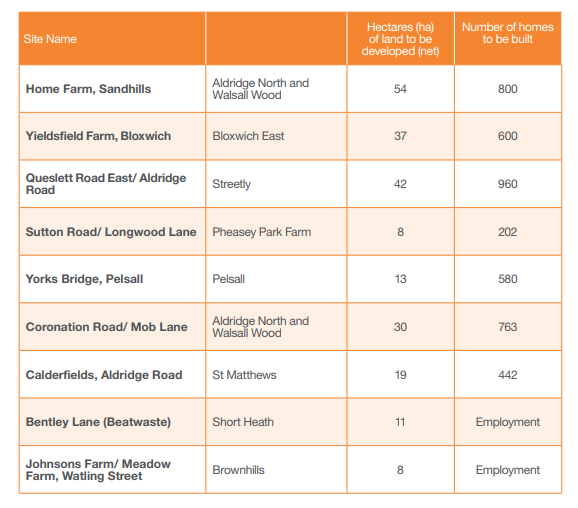 Site Name
Hectares (ha)
of land to be
developed (net)
Number of homes
to be built
Home Farm, Sandhills
Aldridge North and
Walsall Wood
54
800
Yieldsfield Farm, Bloxwich
Bloxwich East
37
600
Queslett Road East/ Aldridge
Road
Streetly
42
960
Sutton Road/ Longwood Lane
Pheasey Park Farm
8
202
Yorks Bridge, Pelsall
Pelsall
13
580
Coronation Road/ Mob Lane
Aldridge North and
Walsall Wood
30
763
Calderfields, Aldridge Road
St Matthews
19
442
Bentley Lane (Beatwaste)
Short Heath
11
Employment
Johnsons Farm/ Meadow
Farm, Watling Street
Brownhills
8
Employment